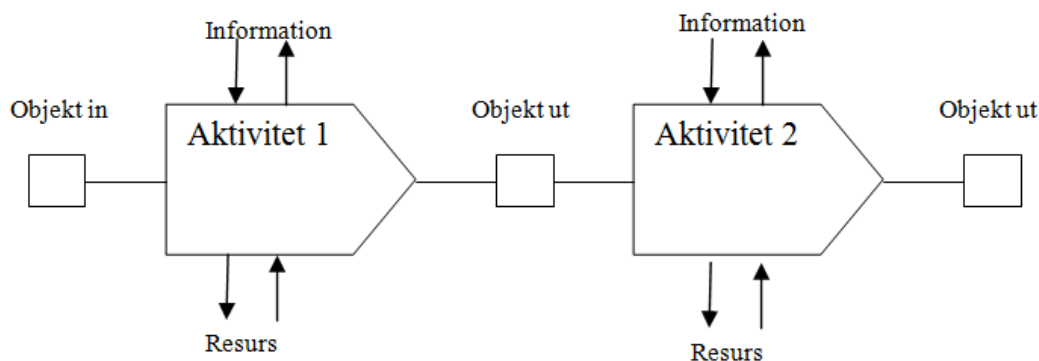 Information
Information
Objekt in
Objekt ut
Objekt ut
Aktivitet 1
Aktivitet 2
Resurs
Resurs